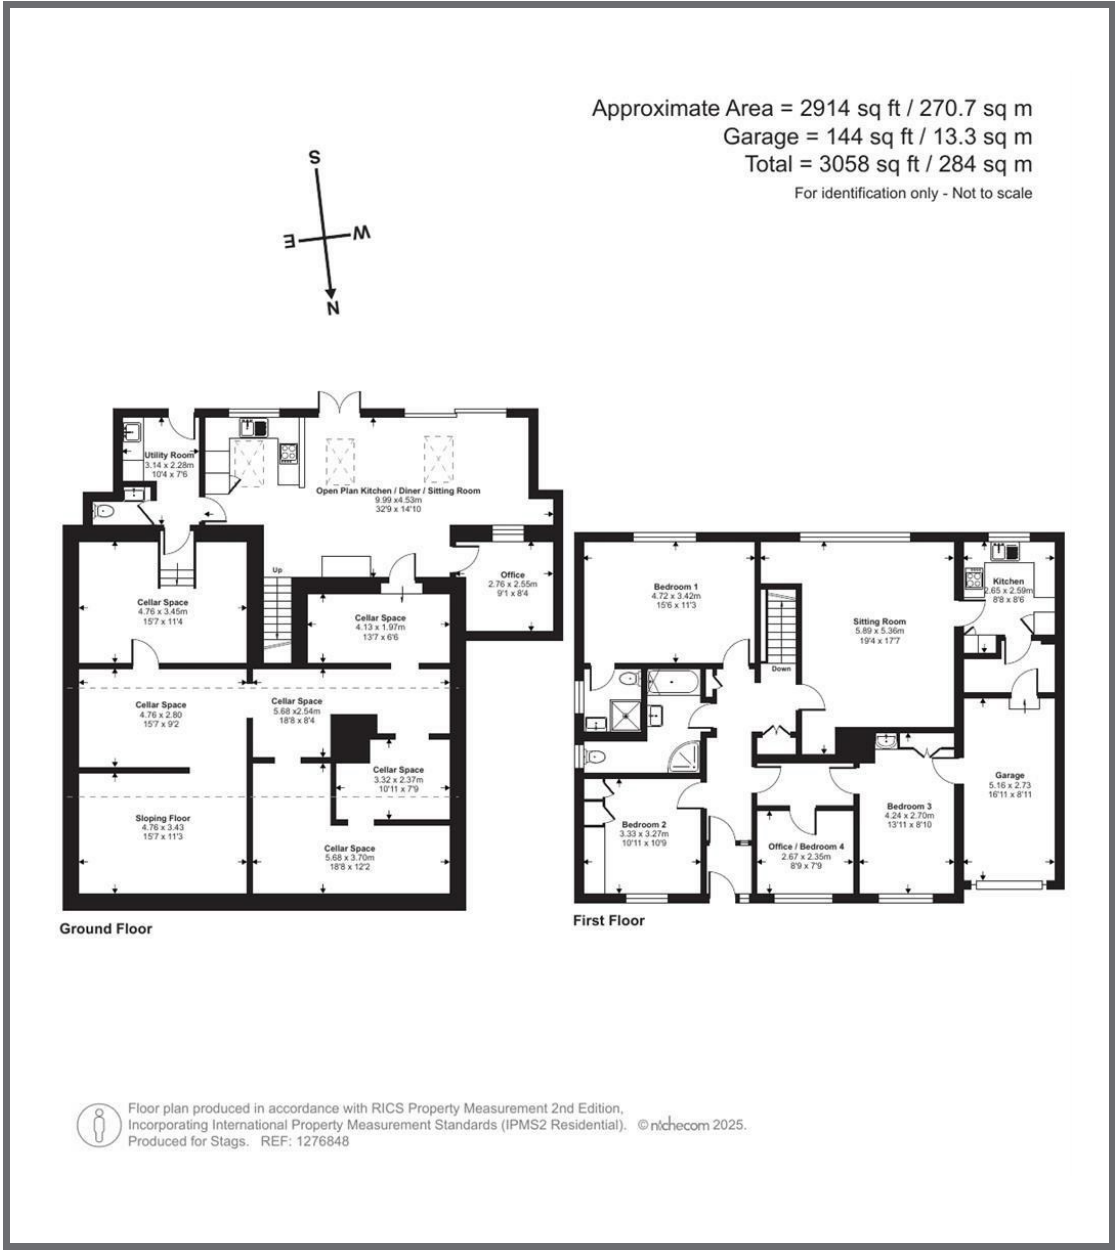 Approximate Area = 2914 sq ft / 270.7 sq m
Garage = 144 sq ft / 13.3 sq m
Total = 3058 sq ft / 284 sq m
For identification only - Not to scale
S
W
E
N
Utility Room
3.14 x 2.28m
10'4 x 7'6
Open Plan Kitchen / Diner / Sitting Room
9.99 x4.53m
32'9 x 14'10
Office
2.76 x 2.55m
9'1 x 8'4
Up
Cellar Space
4.76 x 3.45m
15'7 x 11'4
Cellar Space
4.13 x 1.97m
13'7 x 6'6
Cellar Space
4.76 x 2.80
15'7 x 9'2
Cellar Space
5.68 x2.54m
18'8 x 8'4
Cellar Space
3.32 x 2.37m
10'11 x 7'9
Sloping Floor
4.76 x 3.43
15'7 x 11'3
Cellar Space
5.68 x 3.70m
18'8 x 12'2
Ground Floor
Bedroom 1
4.72 x 3.42m
15'6 x 11'3
Sitting Room
5.89 x 5.36m
19'4 x 17'7
Kitchen
2.65 x 2.59m
8'8 x 8'6
Down
Garage
5.16 x 2.73
16'11 x 8'11
Bedroom 2
3.33 x 3.27m
10'11 x 10'9
Office / Bedroom 4
2.67 x 2.35m
8'9 x 7'9
Bedroom 3
4.24 x 2.70m
13'11 x 8'10
First Floor
Floor plan produced in accordance with RICS Property Measurement 2nd Edition,
Incorporating International Property Measurement Standards (IPMS2 Residential). © nichecom 2025.
Produced for Stags. REF: 1276848